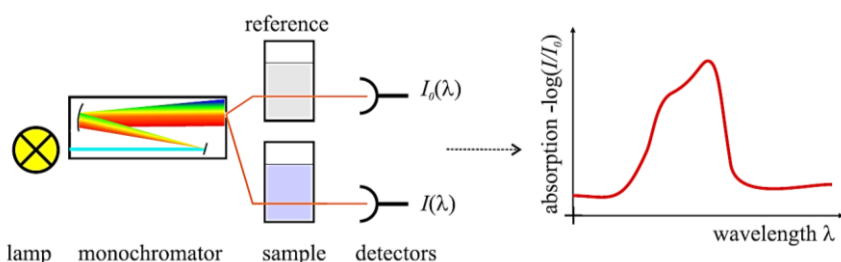 reference
I₀(λ)
I(λ)
lamp
monochromator
sample
detectors
absorption -log(I/I₀)
wavelength λ